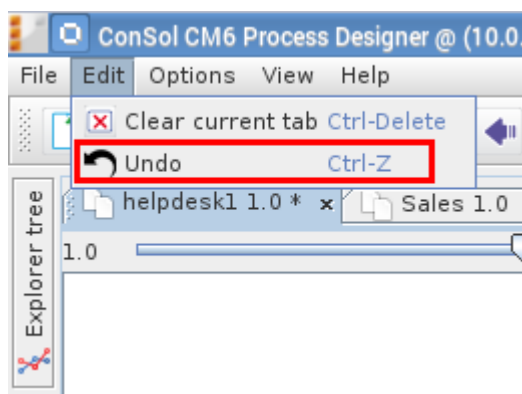 ConSol CM6 Process Designer @ (10.0.
File Edit Options View Help
Clear current tab Ctrl-Delete
Undo Ctrl-Z
helpdesk1 1.0 * x Sales 1.0
1.0
Explorer tree